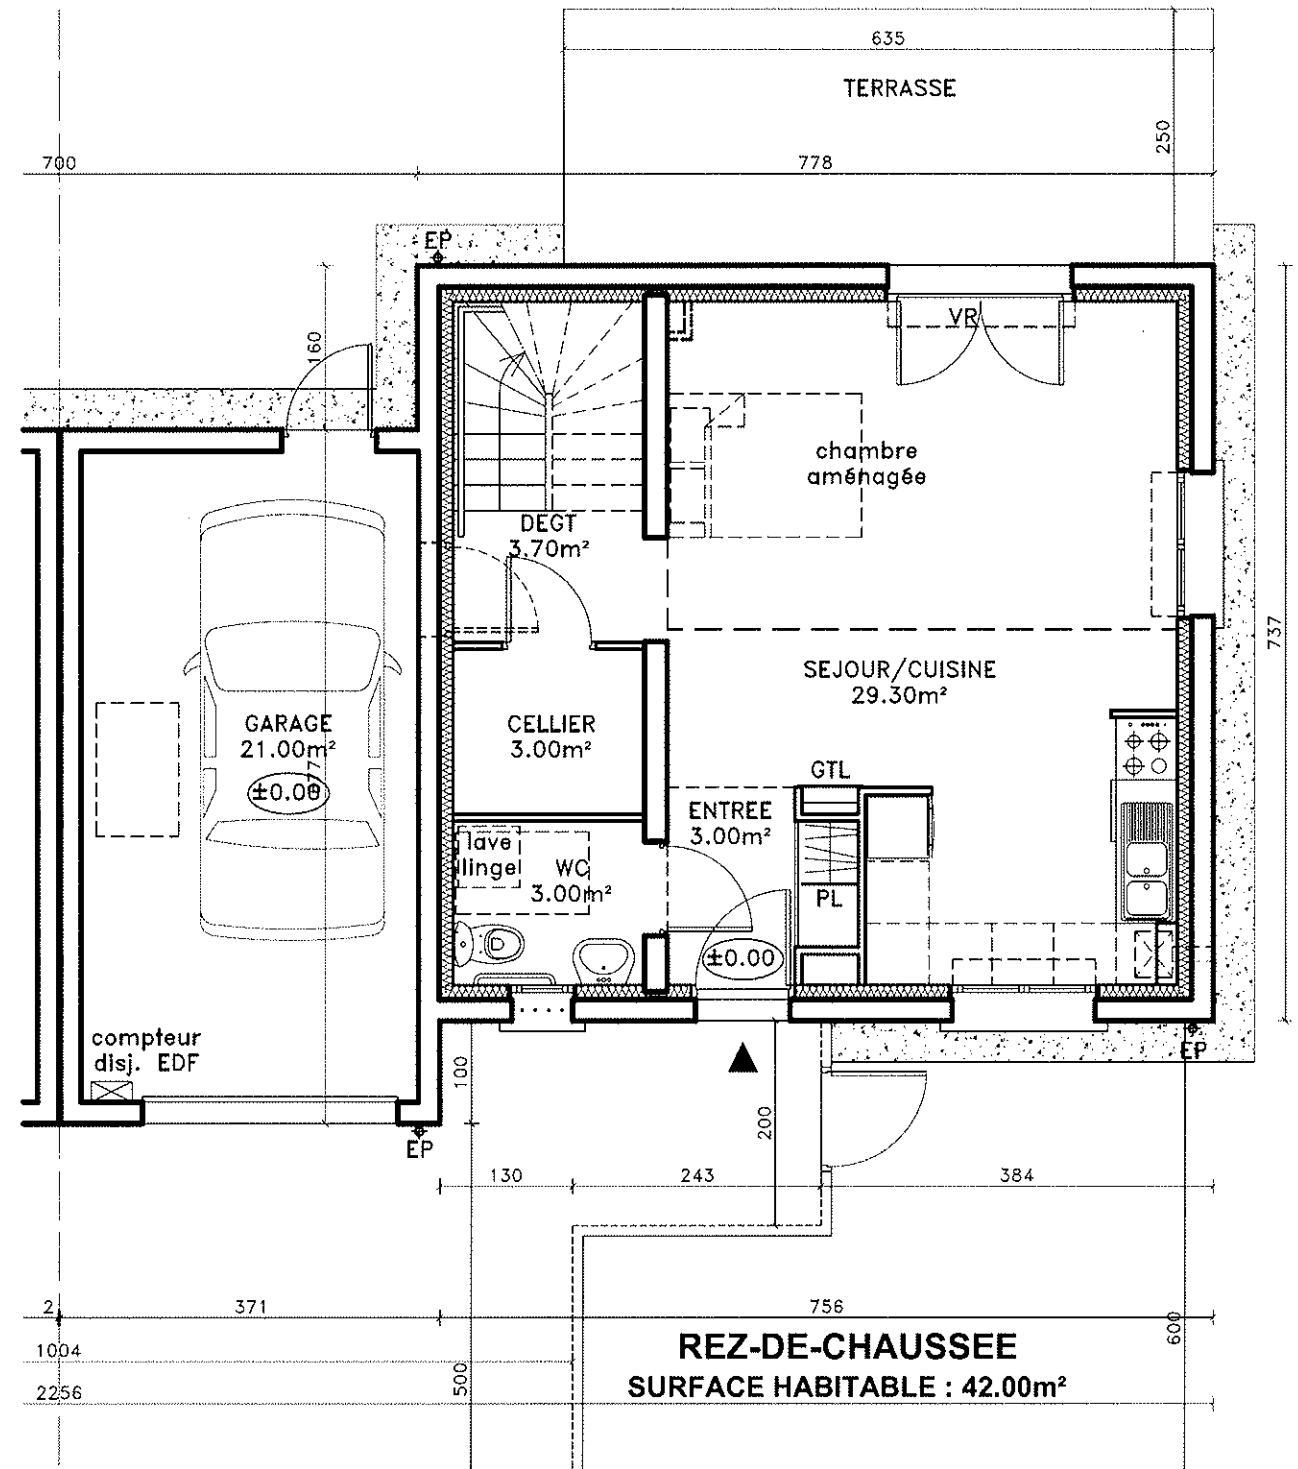 635
TERRASSE
250
700
778
EP
160
VR
chambre
aménagée
DEGT
3.70m²
737
SEJOUR/CUISINE
29.30m²
GARAGE
21.00m²
±0.00
CELLIER
3.00m²
GTL
ENTREE
3.00m²
lave
linge
WC
3.00m²
PL
±0.00
compteur
disj. EDF
EP
EP
100
200
130
243
384
2
371
756
600
1004
500
2256
REZ-DE-CHAUSSEE
SURFACE HABITABLE : 42.00m²